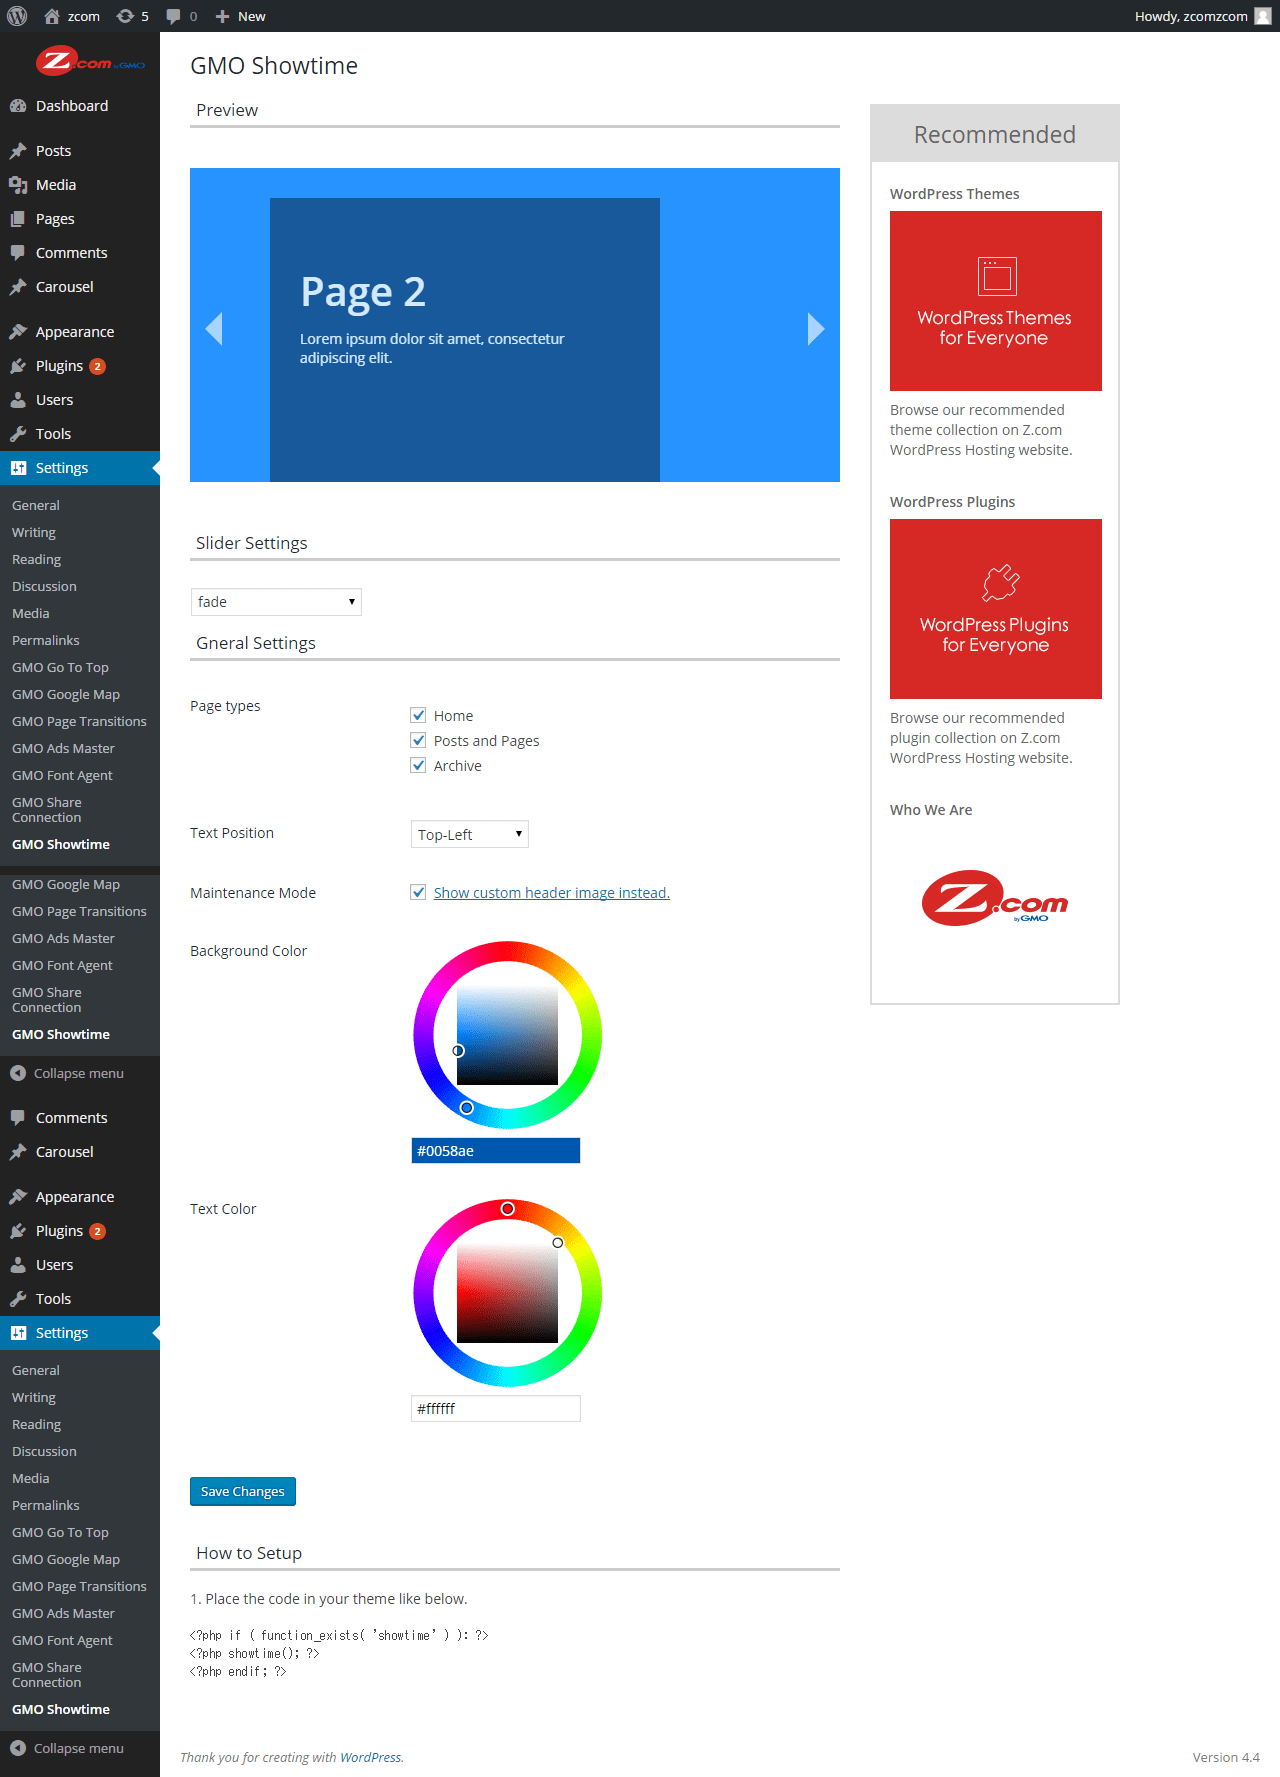 zcom 5 0 New
Howdy, zcomzcom
Z.com by GMO
Dashboard
Posts
Media
Pages
Comments
Carousel
Appearance
Plugins 2
Users
Tools
Settings
General
Writing
Reading
Discussion
Media
Permalinks
GMO Go To Top
GMO Google Map
GMO Page Transitions
GMO Ads Master
GMO Font Agent
GMO Share
Connection
GMO Showtime
GMO Google Map
GMO Page Transitions
GMO Ads Master
GMO Font Agent
GMO Share
Connection
GMO Showtime
Collapse menu
Comments
Carousel
Appearance
Plugins 2
Users
Tools
Settings
General
Writing
Reading
Discussion
Media
Permalinks
GMO Go To Top
GMO Google Map
GMO Page Transitions
GMO Ads Master
GMO Font Agent
GMO Share
Connection
GMO Showtime
Collapse menu
GMO Showtime
Preview
Page 2
Lorem ipsum dolor sit amet, consectetur
adipiscing elit.
Slider Settings
fade
Gneral Settings
Page types
Home
Posts and Pages
Archive
Text Position
Top-Left
Maintenance Mode
Show custom header image instead.
Background Color
#0058ae
Text Color
#ffffff
Save Changes
How to Setup
1. Place the code in your theme like below.
<?php if ( function_exists( 'showtime' ) ): ?>
<?php showtime(); ?>
<?php endif; ?>
Recommended
WordPress Themes
WordPress Themes
for Everyone
Browse our recommended
theme collection on Z.com
WordPress Hosting website.
WordPress Plugins
WordPress Plugins
for Everyone
Browse our recommended
plugin collection on Z.com
WordPress Hosting website.
Who We Are
Z.com
by GMO
Thank you for creating with WordPress.
Version 4.4